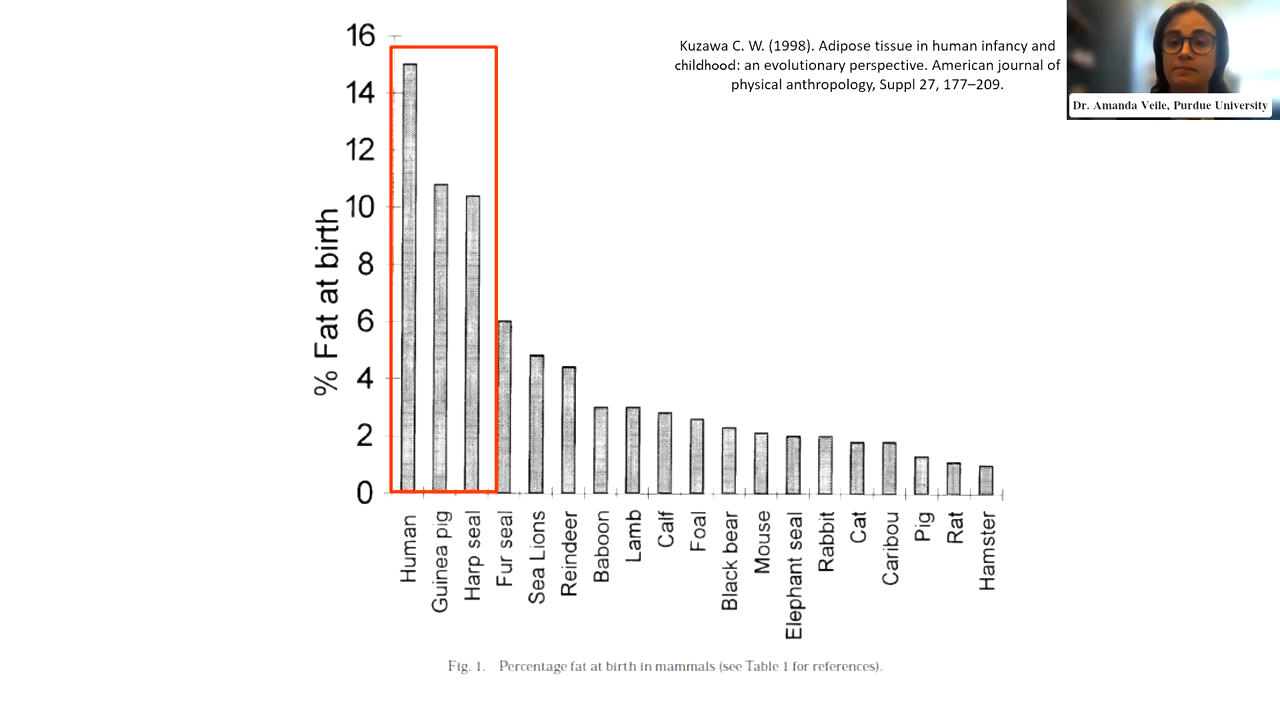 Kuzawa C. W. (1998). Adipose tissue in human infancy and
childhood: an evolutionary perspective. American journal of
physical anthropology, Suppl 27, 177–209.
Dr. Amanda Veile, Purdue University
% Fat at birth
16
14
12
10
8
6
4
2
0
Human
Guinea pig
Harp seal
Fur seal
Sea Lions
Reindeer
Baboon
Lamb
Calf
Foal
Black bear
Mouse
Elephant seal
Rabbit
Cat
Caribou
Pig
Rat
Hamster
Fig. 1. Percentage fat at birth in mammals (see Table 1 for references).